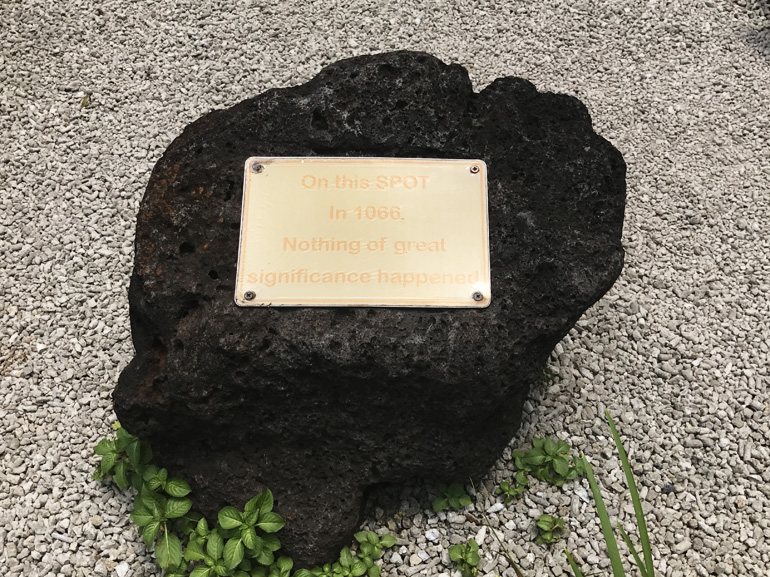 On this SPOT
In 1066.
Nothing of great
significance happened